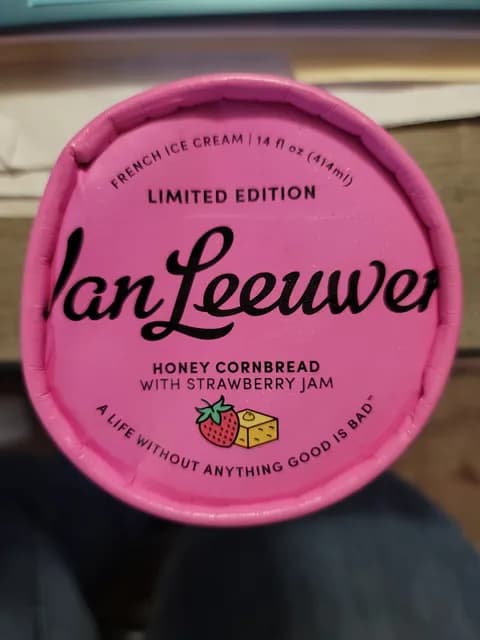 FRENCH ICE CREAM | 14 fl oz (414ml)
LIMITED EDITION
Van Leeuwen
HONEY CORNBREAD
WITH STRAWBERRY JAM
A LIFE WITHOUT ANYTHING GOOD IS BAD™